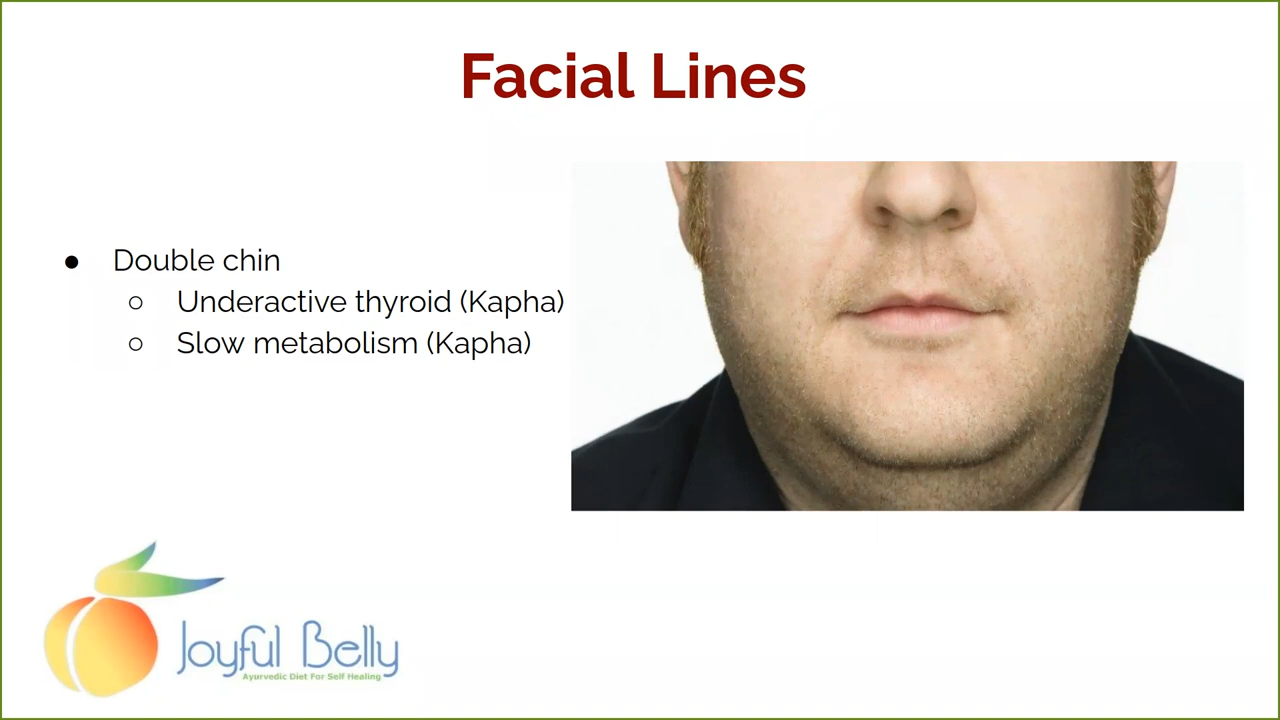 Facial Lines
● Double chin
○ Underactive thyroid (Kapha)
○ Slow metabolism (Kapha)
Joyful Belly
Ayurvedic Diet For Self Healing